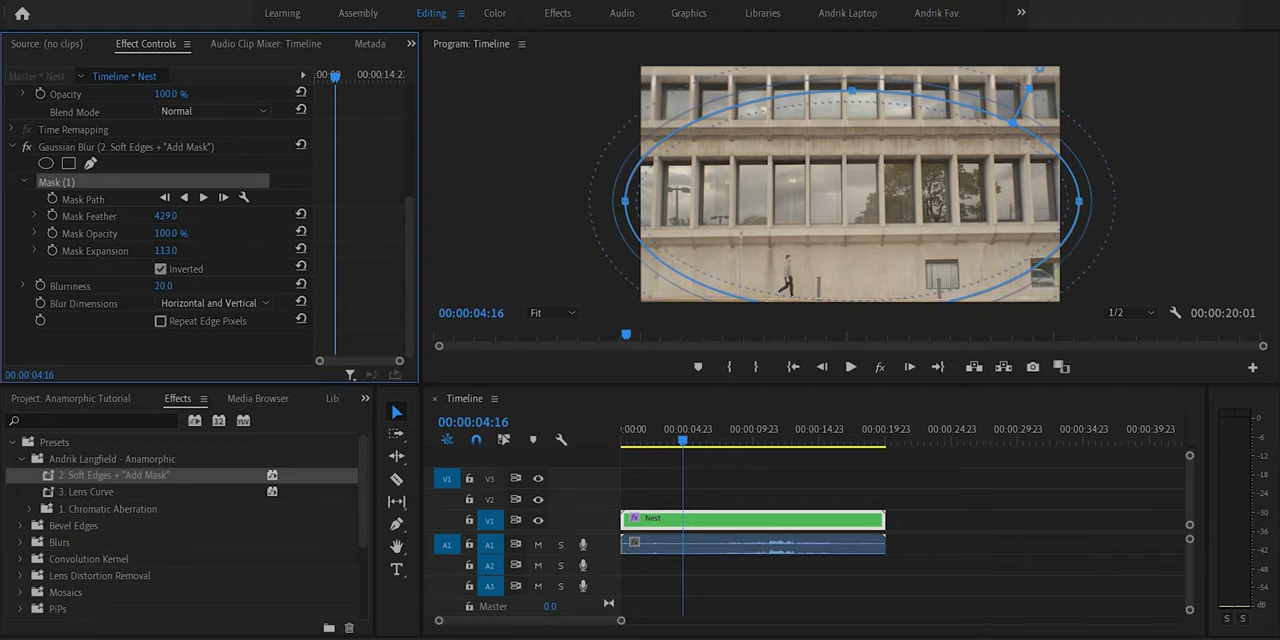 Learning Assembly Editing Color Effects Audio Graphics Libraries Andrik Laptop Andrik Fav
Source: (no clips) Effect Controls Audio Clip Mixer: Timeline Metada
Program: Timeline
Master * Nest Timeline * Nest :00:00 00:00:14:2
Opacity 100.0 %
Blend Mode Normal
Time Remapping
Gaussian Blur (2. Soft Edges + "Add Mask")
Mask (1)
Mask Path
Mask Feather 429.0
Mask Opacity 100.0 %
Mask Expansion 113.0
Inverted
Blurriness 20.0
Blur Dimensions Horizontal and Vertical
Repeat Edge Pixels
00:00:04:16
00:00:04:16 Fit 1/2 00:00:20:01
Project: Anamorphic Tutorial Effects Media Browser Lib
32 YUV
Presets
Andrik Langfield - Anamorphic
2. Soft Edges + "Add Mask"
3. Lens Curve
1. Chromatic Aberration
Bevel Edges
Blurs
Convolution Kernel
Lens Distortion Removal
Mosaics
PiPs
Timeline
00:00:04:16
:00:00 00:00:04:23 00:00:09:23 00:00:14:23 00:00:19:23 00:00:24:23 00:00:29:23 00:00:34:23 00:00:39:23
V1 V3
V2
V1 fx Nest
A1 A1 M S fx
A2 M S
A3 M S
Master 0.0
0
-6
-12
-18
-24
-30
-36
-42
-48
-54
dB
S S